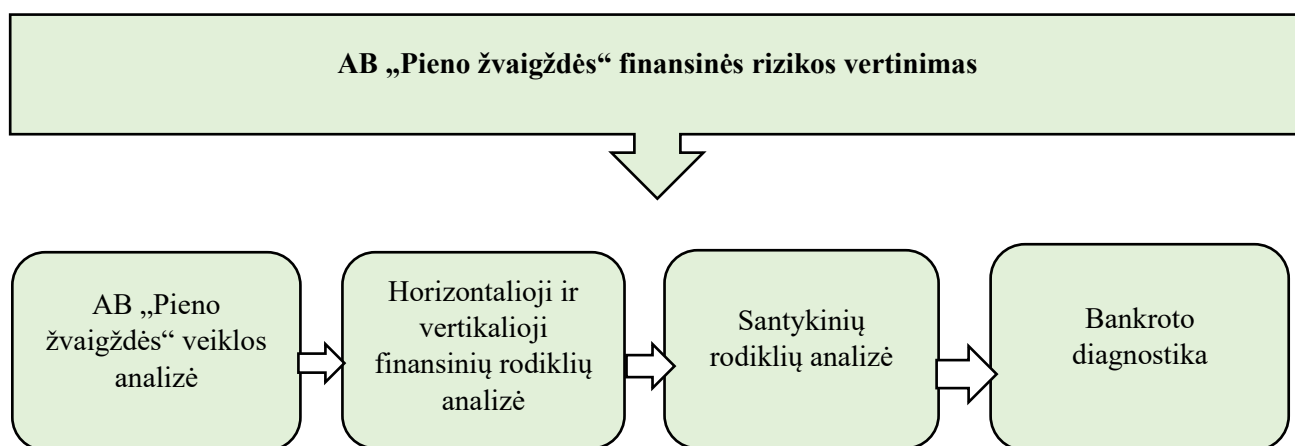 AB „Pieno žvaigždės“ finansinės rizikos vertinimas
AB „Pieno
žvaigždės“ veiklos
analizė
Horizontalioji ir
vertikalioji
finansinių rodiklių
analizė
Santykinių
rodiklių analizė
Bankroto
diagnostika